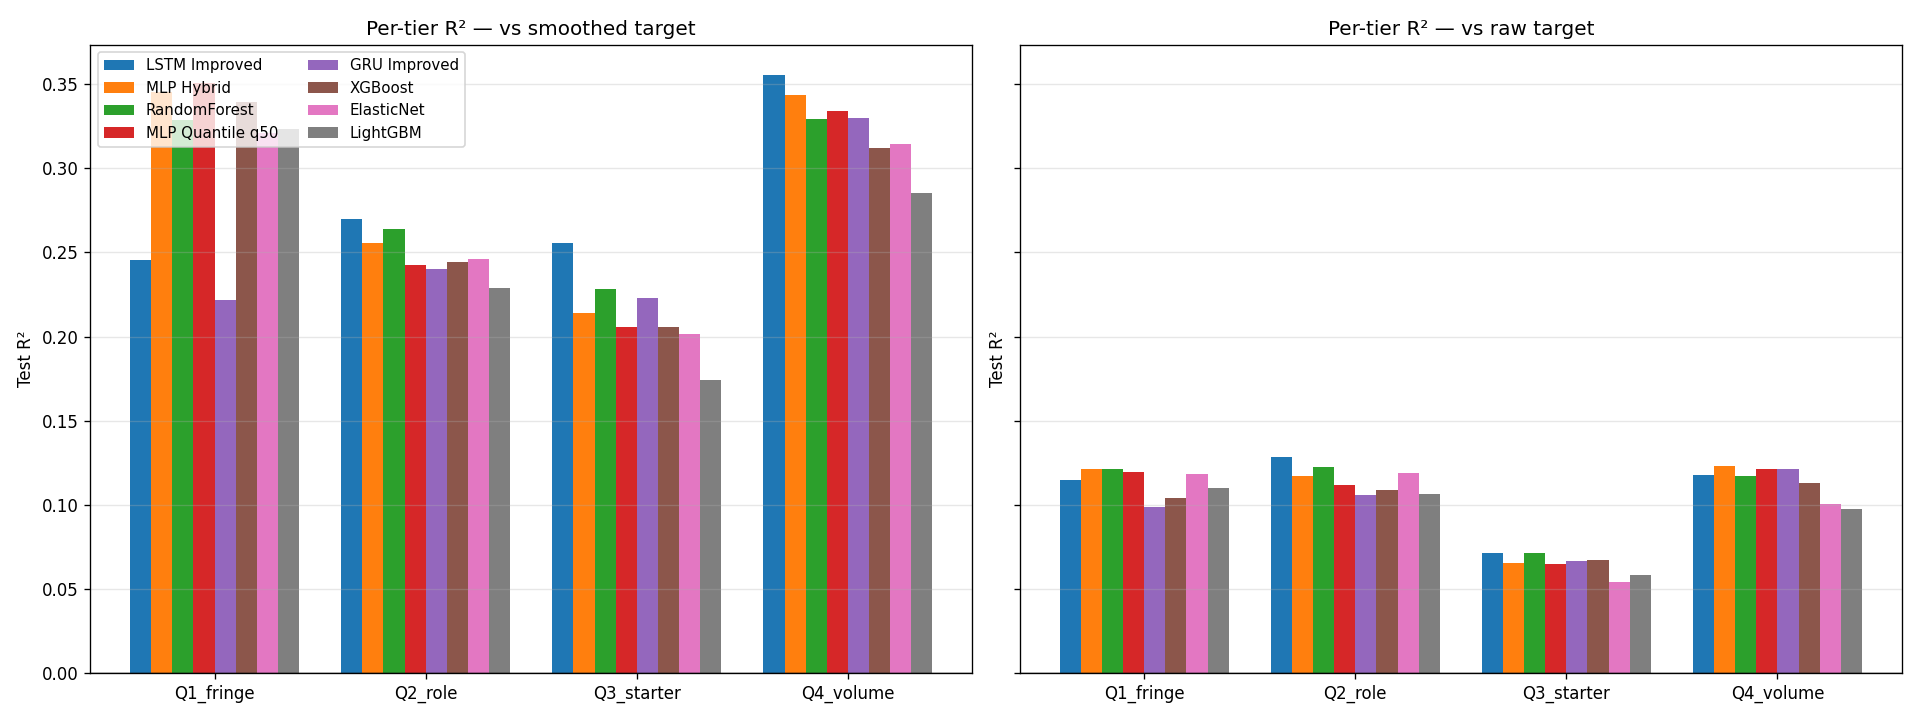 Per-tier R² — vs smoothed target
LSTM Improved
MLP Hybrid
RandomForest
MLP Quantile q50
GRU Improved
XGBoost
ElasticNet
LightGBM
Test R²
0.35
0.30
0.25
0.20
0.15
0.10
0.05
0.00
Q1_fringe
Q2_role
Q3_starter
Q4_volume
Per-tier R² — vs raw target
Test R²
Q1_fringe
Q2_role
Q3_starter
Q4_volume